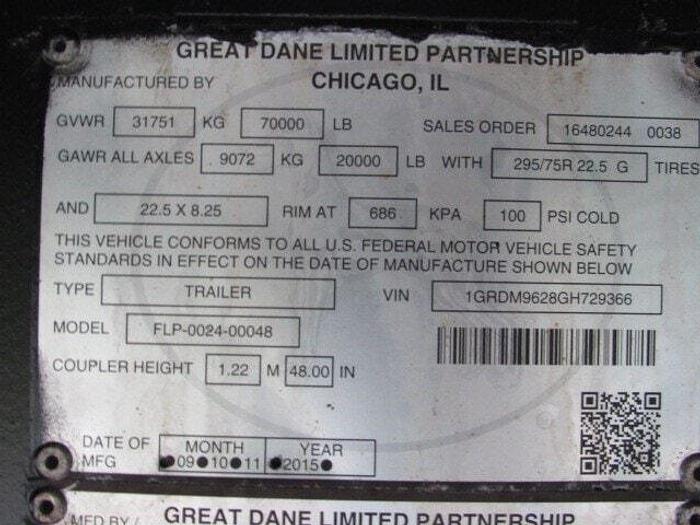 GREAT DANE LIMITED PARTNERSHIP
MANUFACTURED BY CHICAGO, IL
GVWR 31751 KG 70000 LB SALES ORDER 16480244 0038
GAWR ALL AXLES 9072 KG 20000 LB WITH 295/75R 22.5 G TIRES
AND 22.5 X 8.25 RIM AT 686 KPA 100 PSI COLD
THIS VEHICLE CONFORMS TO ALL U.S. FEDERAL MOTOR VEHICLE SAFETY
STANDARDS IN EFFECT ON THE DATE OF MANUFACTURE SHOWN BELOW
TYPE TRAILER VIN 1GRDM9628GH729366
MODEL FLP-0024-00048
COUPLER HEIGHT 1.22 M 48.00 IN
DATE OF MONTH YEAR
MFG ●09●10●11 ●2015●
MFD BY / GREAT DANE LIMITED PARTNERSHIP